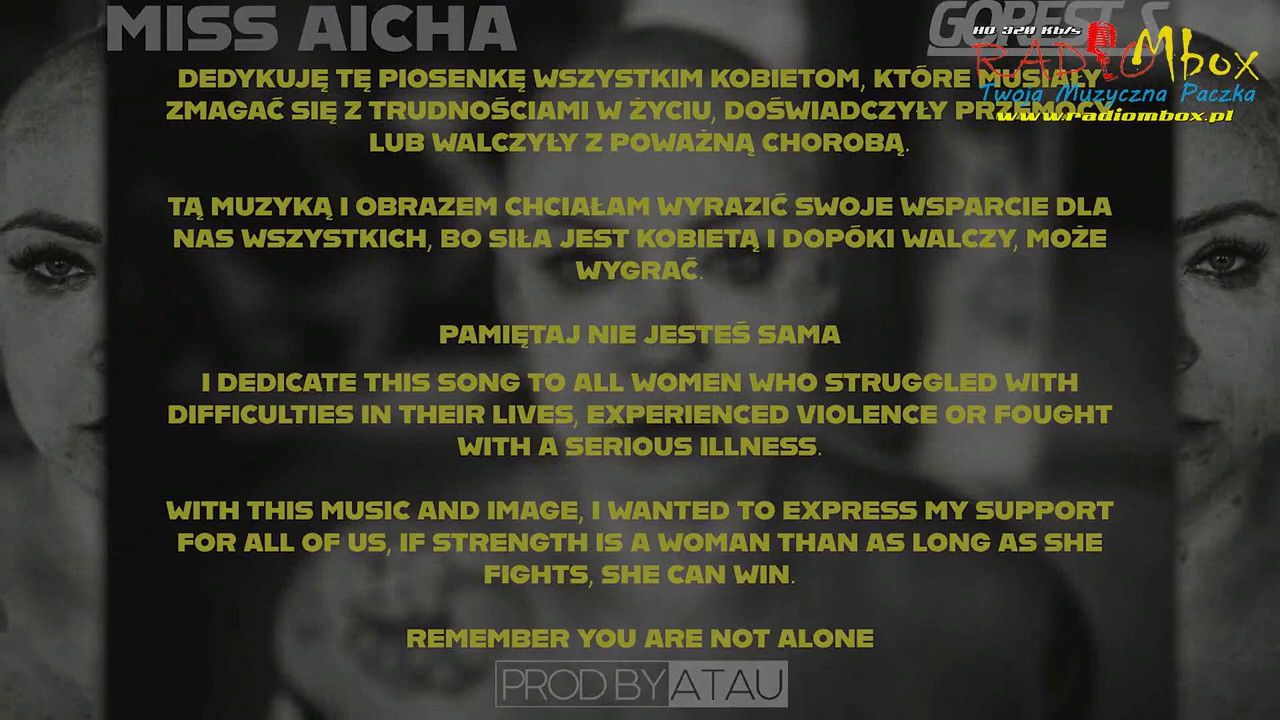 MISS AICHA
GOREST S
HQ 320 Kb/s
RADIO Mbox
Twoja Muzyczna Paczka
www.radiombox.pl
DEDYKUJĘ TĘ PIOSENKĘ WSZYSTKIM KOBIETOM, KTÓRE MUSIAŁY
ZMAGAĆ SIĘ Z TRUDNOŚCIAMI W ŻYCIU, DOŚWIADCZYŁY PRZEMOCY
LUB WALCZYŁY Z POWAŻNĄ CHOROBĄ.
TĄ MUZYKĄ I OBRAZEM CHCIAŁAM WYRAZIĆ SWOJE WSPARCIE DLA
NAS WSZYSTKICH, BO SIŁA JEST KOBIETĄ I DOPÓKI WALCZY, MOŻE
WYGRAĆ.
PAMIĘTAJ NIE JESTEŚ SAMA
I DEDICATE THIS SONG TO ALL WOMEN WHO STRUGGLED WITH
DIFFICULTIES IN THEIR LIVES, EXPERIENCED VIOLENCE OR FOUGHT
WITH A SERIOUS ILLNESS.
WITH THIS MUSIC AND IMAGE, I WANTED TO EXPRESS MY SUPPORT
FOR ALL OF US, IF STRENGTH IS A WOMAN THAN AS LONG AS SHE
FIGHTS, SHE CAN WIN.
REMEMBER YOU ARE NOT ALONE
PROD BY ATAU